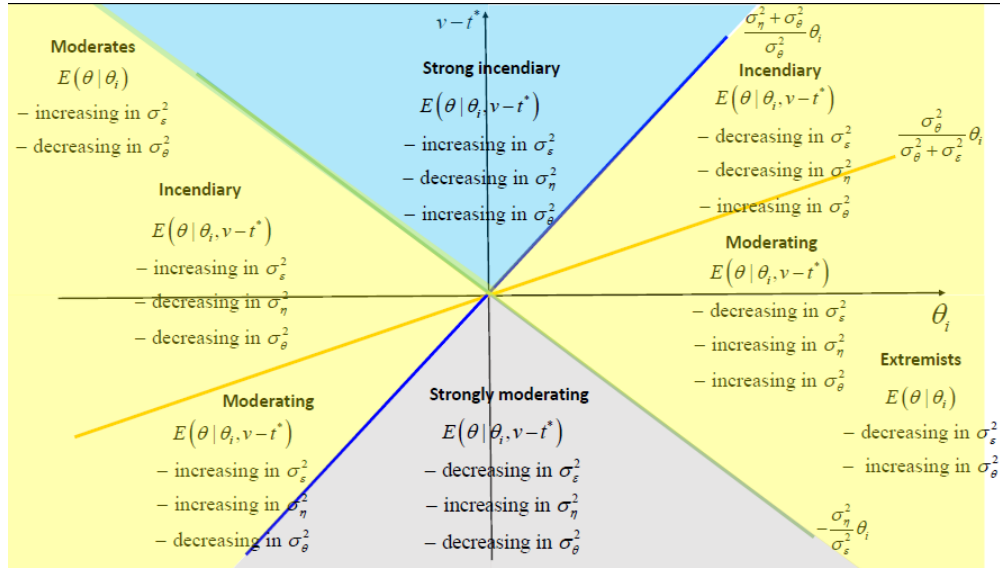 v − t*
(σ_η² + σ_θ²)/σ_θ² θ_i
Moderates
E(θ | θ_i)
– increasing in σ_ε²
– decreasing in σ_θ²
Strong incendiary
E(θ | θ_i, v − t*)
– increasing in σ_ε²
– decreasing in σ_η²
– increasing in σ_θ²
Incendiary
E(θ | θ_i, v − t*)
– decreasing in σ_ε²
– decreasing in σ_η²
– increasing in σ_θ²
σ_θ²/(σ_θ² + σ_ε²) θ_i
Incendiary
E(θ | θ_i, v − t*)
– increasing in σ_ε²
– decreasing in σ_η²
– decreasing in σ_θ²
Moderating
E(θ | θ_i, v − t*)
– decreasing in σ_ε²
– increasing in σ_η²
– increasing in σ_θ²
θ_i
Extremists
E(θ | θ_i)
– decreasing in σ_ε²
– increasing in σ_θ²
Moderating
E(θ | θ_i, v − t*)
– increasing in σ_ε²
– increasing in σ_η²
– decreasing in σ_θ²
Strongly moderating
E(θ | θ_i, v − t*)
– decreasing in σ_ε²
– increasing in σ_η²
– decreasing in σ_θ²
−σ_η²/σ_ε² θ_i